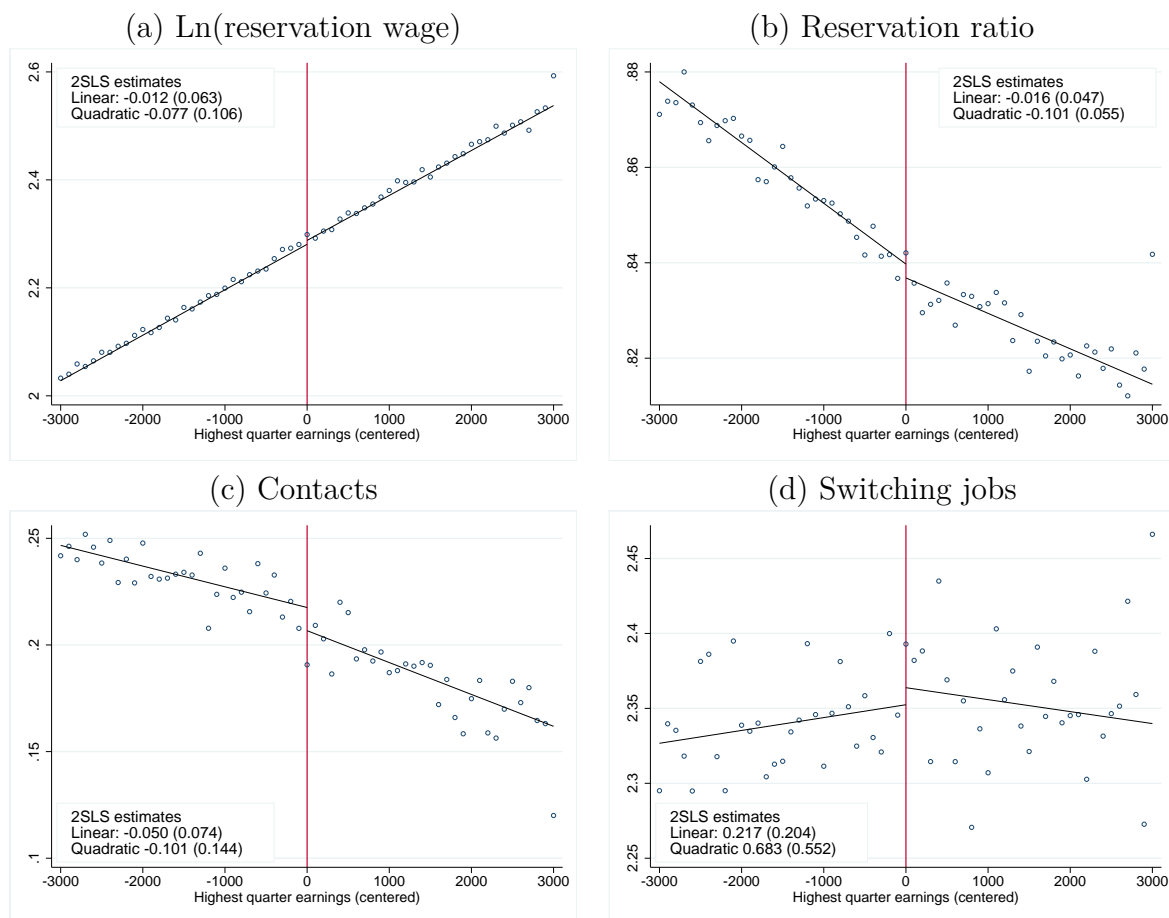 (a) Ln(reservation wage)
2.6
2.4
2.2
2
2SLS estimates
Linear: -0.012 (0.063)
Quadratic -0.077 (0.106)
-3000 -2000 -1000 0 1000 2000 3000
Highest quarter earnings (centered)
(b) Reservation ratio
.88
.86
.84
.82
2SLS estimates
Linear: -0.016 (0.047)
Quadratic -0.101 (0.055)
-3000 -2000 -1000 0 1000 2000 3000
Highest quarter earnings (centered)
(c) Contacts
.25
.2
.15
.1
2SLS estimates
Linear: -0.050 (0.074)
Quadratic -0.101 (0.144)
-3000 -2000 -1000 0 1000 2000 3000
Highest quarter earnings (centered)
(d) Switching jobs
2.45
2.4
2.35
2.3
2.25
2SLS estimates
Linear: 0.217 (0.204)
Quadratic 0.683 (0.552)
-3000 -2000 -1000 0 1000 2000 3000
Highest quarter earnings (centered)